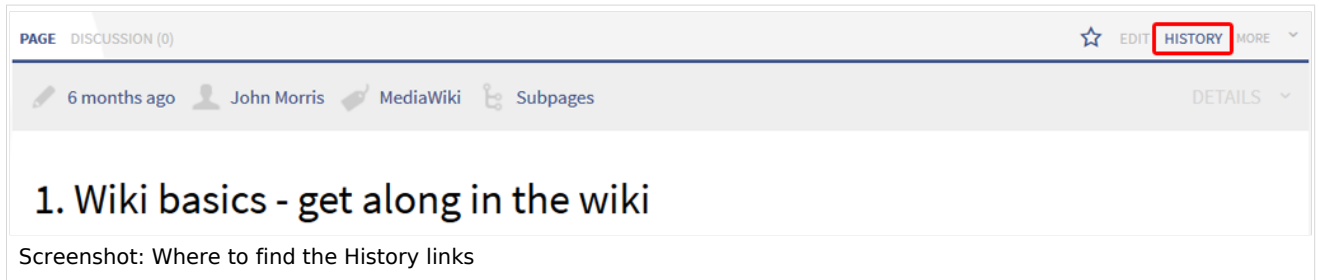 PAGE DISCUSSION (0) EDIT HISTORY MORE
6 months ago John Morris MediaWiki Subpages DETAILS
1. Wiki basics - get along in the wiki
Screenshot: Where to find the History links